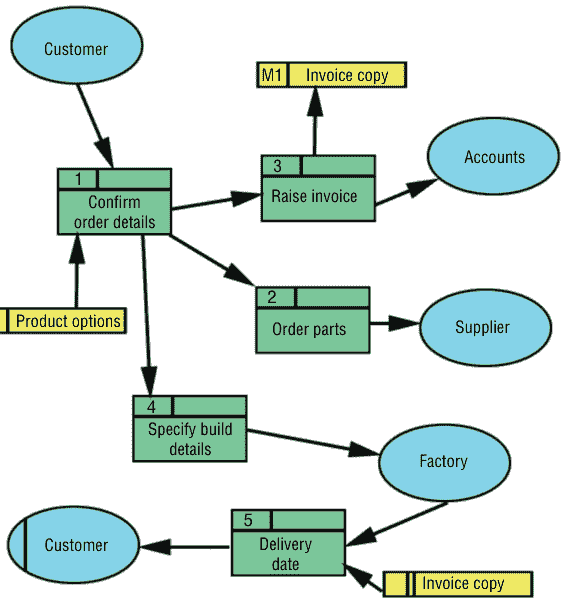 Customer
M1 Invoice copy
Accounts
1
Confirm
order details
3
Raise invoice
Product options
2
Order parts
Supplier
4
Specify build
details
Factory
5
Delivery
date
Customer
Invoice copy